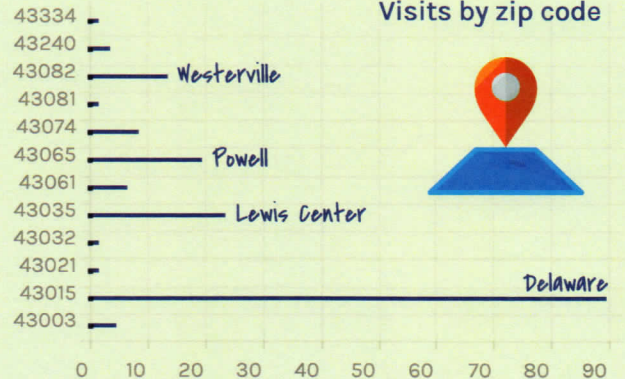 Visits by zip code
43334
43240
43082 Westerville
43081
43074
43065 Powell
43061
43035 Lewis Center
43032
43021
Delaware
43015
43003
0 10 20 30 40 50 60 70 80 90